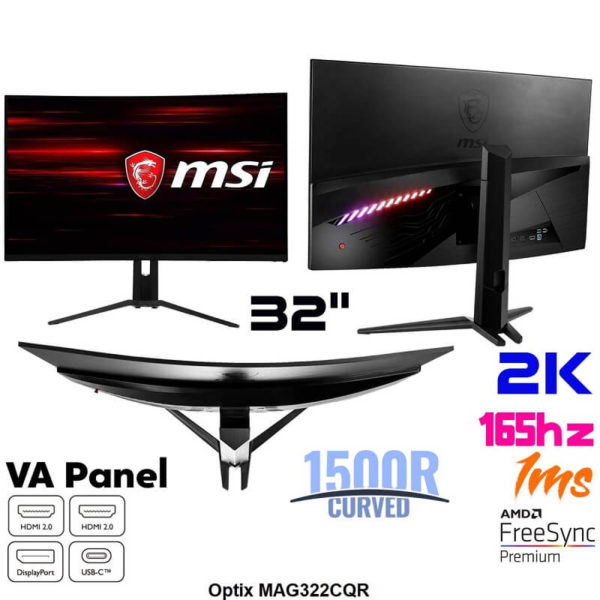 msi
msi
32"
2K
165hz
1ms
VA Panel
1500R
CURVED
HDMI 2.0
HDMI 2.0
DisplayPort
USB-C™
AMD
FreeSync
Premium
Optix MAG322CQR